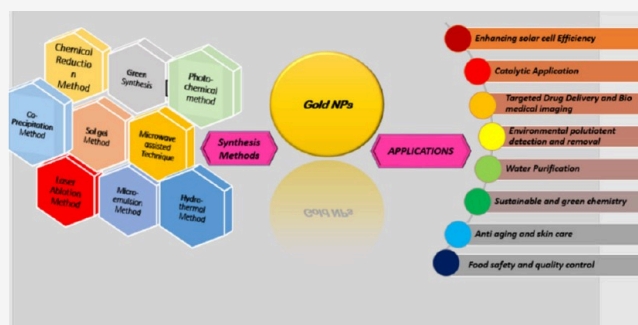 Chemical
Reductio
n
Method
Green
Synthesis
Photo-
chemical
method
Co-
Precipitation
Method
Sol gel
Method
Microwave
assisted
Technique
Laser
Ablation
Method
Micro-
emulsion
Method
Hydro-
thermal
Method
Synthesis
Methods
Gold NPs
Gold NPs
APPLICATIONS
Enhancing solar cell Efficiency
Catalytic Application
Targeted Drug Delivery and Bio
medical imaging
Environmental polutiotent
detection and removal
Water Purification
Sustainable and green chemistry
Anti aging and skin care
Food safety and quality control